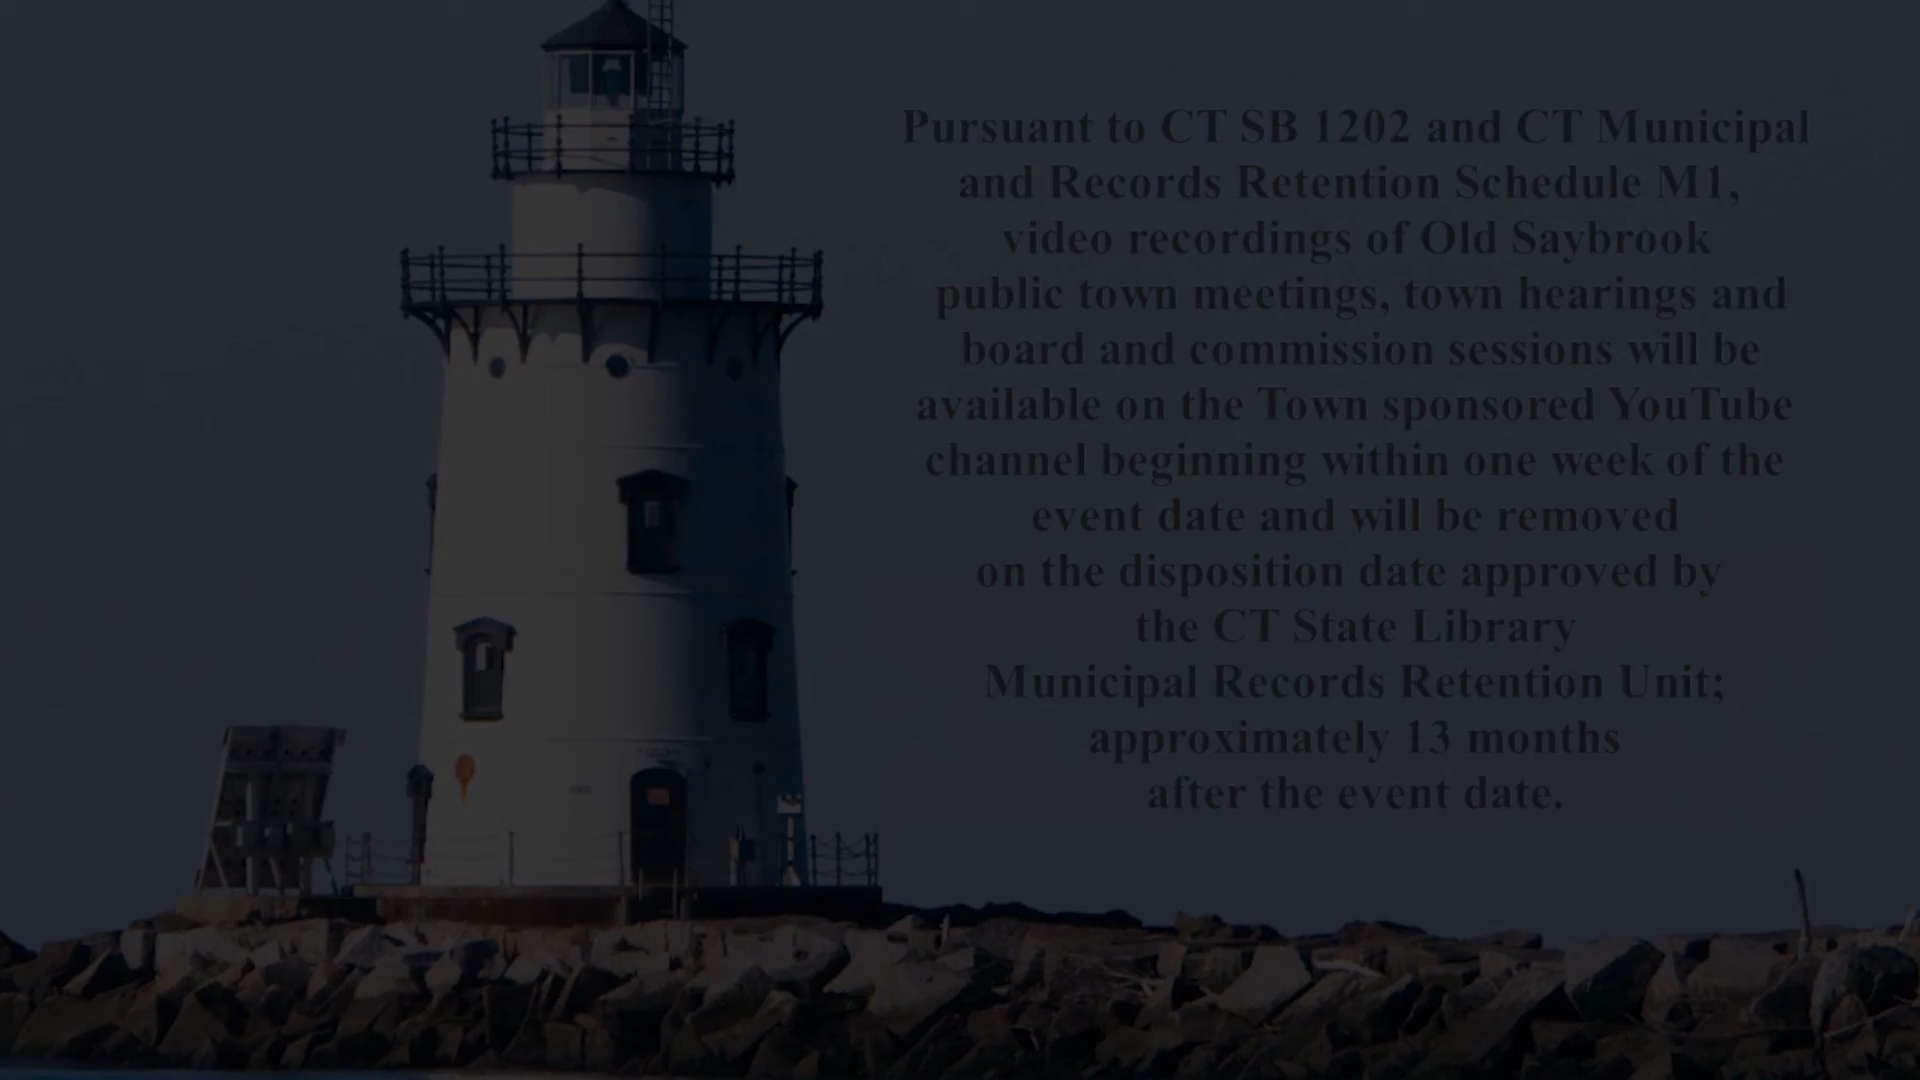 Pursuant to CT SB 1202 and CT Municipal
and Records Retention Schedule M1,
video recordings of Old Saybrook
public town meetings, town hearings and
board and commission sessions will be
available on the Town sponsored YouTube
channel beginning within one week of the
event date and will be removed
on the disposition date approved by
the CT State Library
Municipal Records Retention Unit;
approximately 13 months
after the event date.